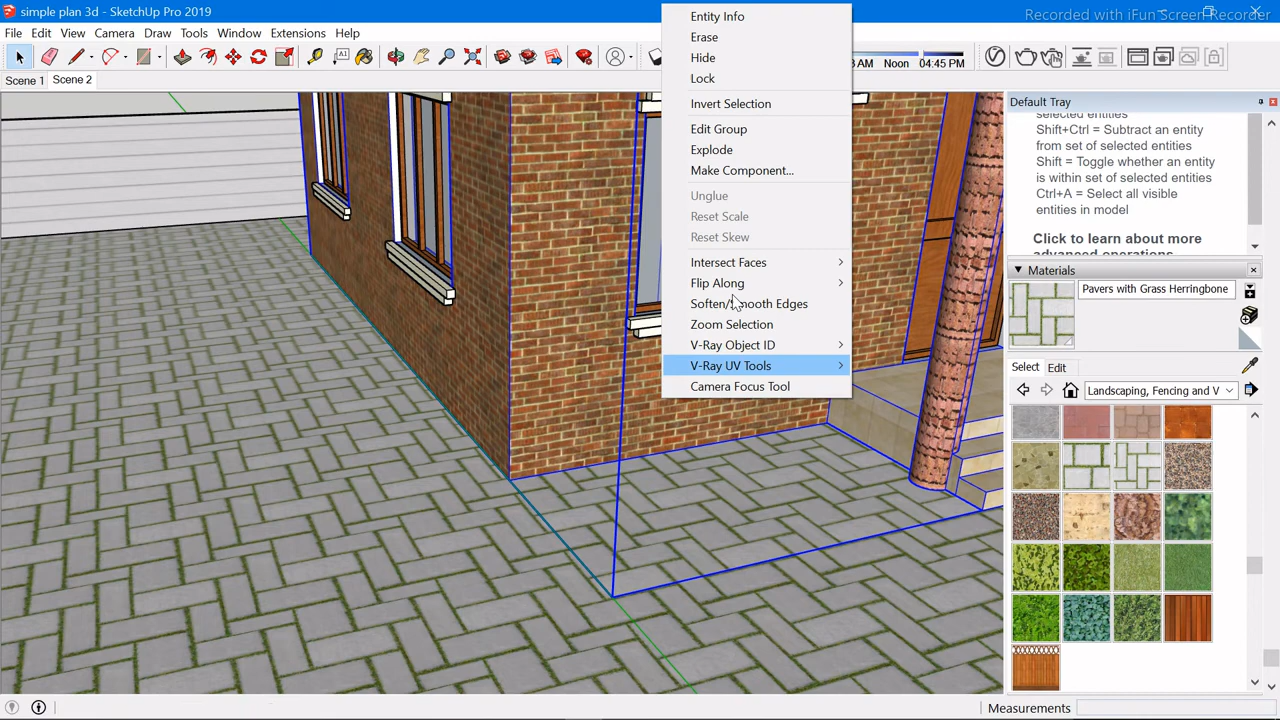 simple plan 3d - SketchUp Pro 2019
Recorded with iFun Screen Recorder
File Edit View Camera Draw Tools Window Extensions Help
AM Noon 04:45 PM
Scene 1 Scene 2
Entity Info
Erase
Hide
Lock
Invert Selection
Edit Group
Explode
Make Component...
Unglue
Reset Scale
Reset Skew
Intersect Faces
Flip Along
Soften/Smooth Edges
Zoom Selection
V-Ray Object ID
V-Ray UV Tools
Camera Focus Tool
Default Tray
selected entities
Shift+Ctrl = Subtract an entity
from set of selected entities
Shift = Toggle whether an entity
is within set of selected entities
Ctrl+A = Select all visible
entities in model
Click to learn about more
advanced operations
Materials
Pavers with Grass Herringbone
Select Edit
Landscaping, Fencing and V
Measurements